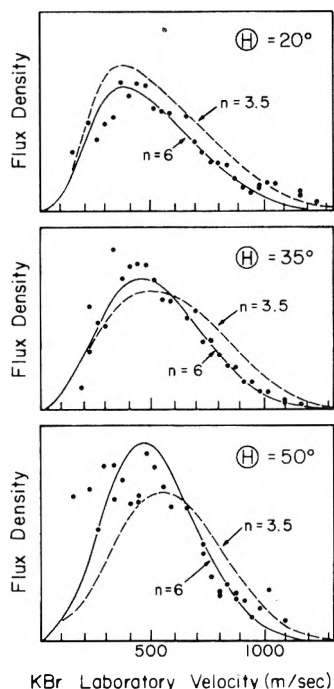 Ⓗ = 20°
n = 3.5
n = 6
Flux Density
Ⓗ = 35°
n = 3.5
n = 6
Flux Density
Ⓗ = 50°
n = 3.5
n = 6
Flux Density
500 1000
KBr Laboratory Velocity (m/sec)